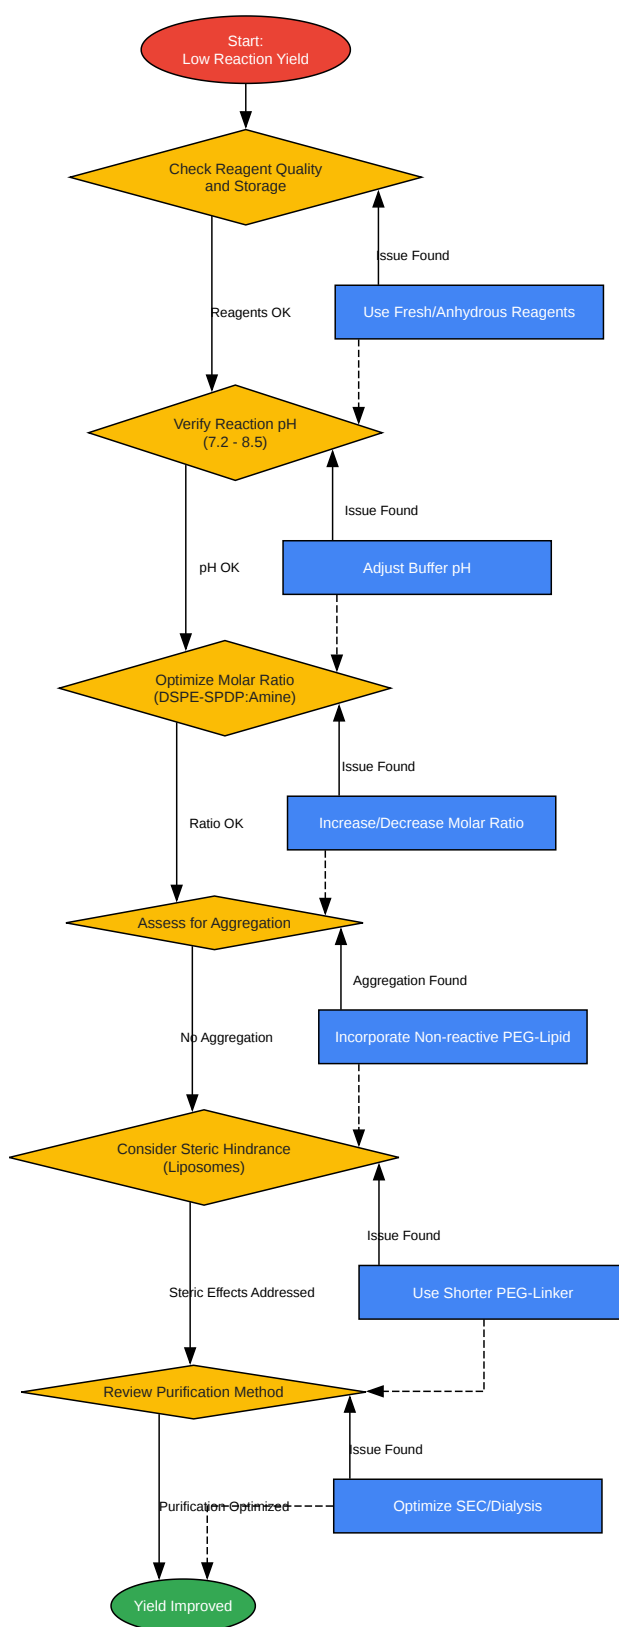 Start:
Low Reaction Yield
Check Reagent Quality
and Storage
Issue Found
Use Fresh/Anhydrous Reagents
Reagents OK
Verify Reaction pH
(7.2 - 8.5)
Issue Found
Adjust Buffer pH
pH OK
Optimize Molar Ratio
(DSPE-SPDP:Amine)
Issue Found
Increase/Decrease Molar Ratio
Ratio OK
Assess for Aggregation
Aggregation Found
Incorporate Non-reactive PEG-Lipid
No Aggregation
Consider Steric Hindrance
(Liposomes)
Issue Found
Use Shorter PEG-Linker
Steric Effects Addressed
Review Purification Method
Issue Found
Optimize SEC/Dialysis
Purification Optimized
Yield Improved